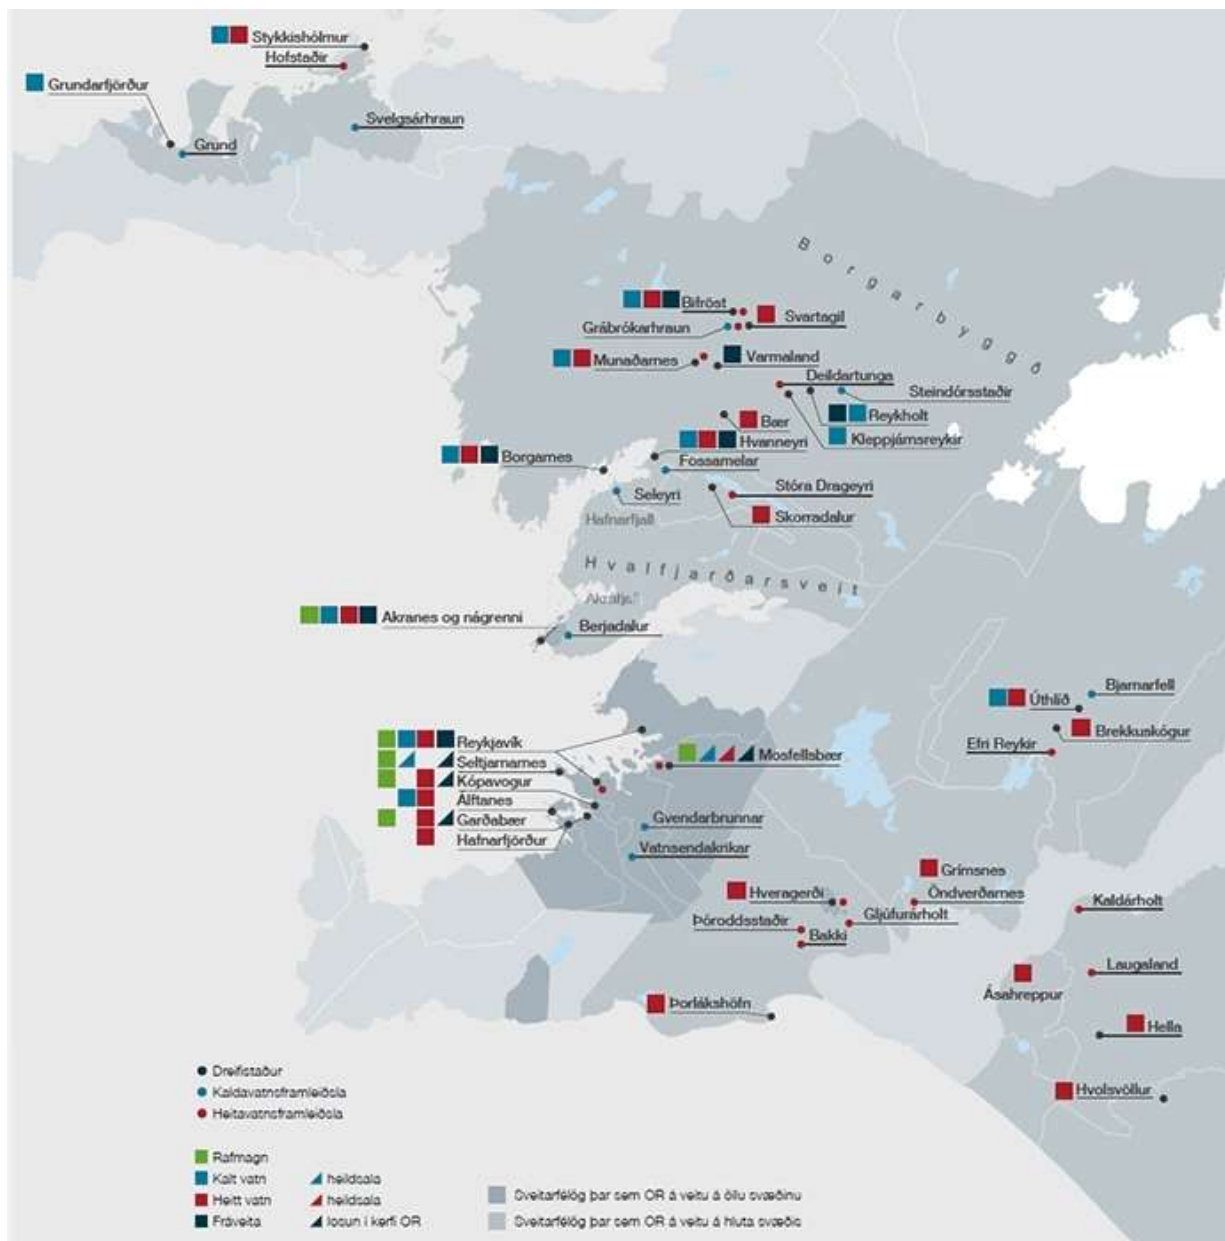 Stykkishólmur
Hofstaðir
Grundarfjörður
Svelgsárhraun
Grund
Borgarbyggð
Bifröst
Svartagil
Grábrókarhraun
Munaðarnes
Varmaland
Deildartunga
Steindórsstaðir
Reykholt
Bær
Kleppjárnsreykir
Hvanneyri
Borgarnes
Fossamelar
Seleyri
Stóra Drageyri
Hafnarfjall
Skorradalur
Hvalfjarðarsveit
Akrafjall
Akranes og nágrenni
Berjadalur
Bjarnarfell
Úthlíð
Brekkuskógur
Efri Reykir
Reykjavík
Mosfellsbær
Seltjarnarnes
Kópavogur
Álftanes
Garðabær
Gvendarbrunnar
Hafnarfjörður
Vatnsendakrikar
Grímsnes
Hveragerði
Öndverðarnes
Kaldárholt
Þóroddsstaðir
Gljúfurárholt
Bakki
Laugaland
Ásahreppur
Þorlákshöfn
Hella
Hvolsvöllur
Dreifistaður
Kaldavatnsframleiðsla
Heitavatnsframleiðsla
Rafmagn
Kalt vatn
heildsala
Heitt vatn
heildsala
Fráveita
losun í kerfi OR
Sveitarfélög þar sem OR á veitu á öllu svæðinu
Sveitarfélög þar sem OR á veitu á hluta svæðis